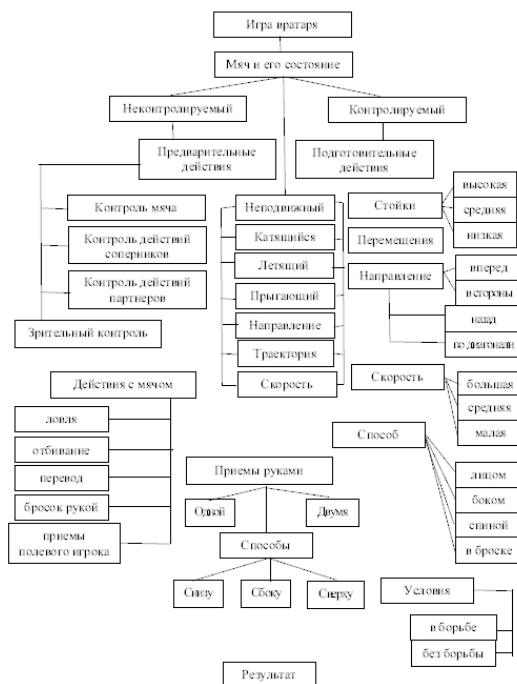 Игра вратаря
Мяч и его состояние
Неконтролируемый
Контролируемый
Предварительные
действия
Подготовительные
действия
Контроль мяча
Контроль действий
соперников
Контроль действий
партнеров
Зрительный контроль
Неподвижный
Катящийся
Летящий
Прыгающий
Направление
Траектория
Скорость
Стойки
высокая
средняя
низкая
Перемещения
Направление
вперед
в стороны
назад
по диагонали
Скорость
большая
средняя
малая
Способ
лицом
боком
спиной
в броске
Действия с мячом
ловля
отбивание
перевод
бросок рукой
приемы
полевого игрока
Приемы руками
Одной
Двумя
Способы
Снизу
Сбоку
Сверху
Условия
в борьбе
без борьбы
Результат